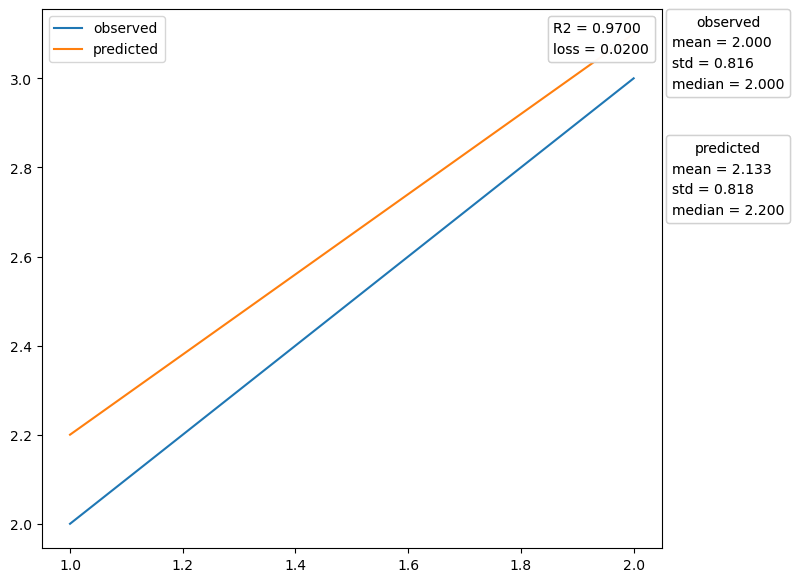 observed
predicted
R2 = 0.9700
loss = 0.0200
observed
mean = 2.000
std = 0.816
median = 2.000
predicted
mean = 2.133
std = 0.818
median = 2.200
3.0
2.8
2.6
2.4
2.2
2.0
1.0 1.2 1.4 1.6 1.8 2.0